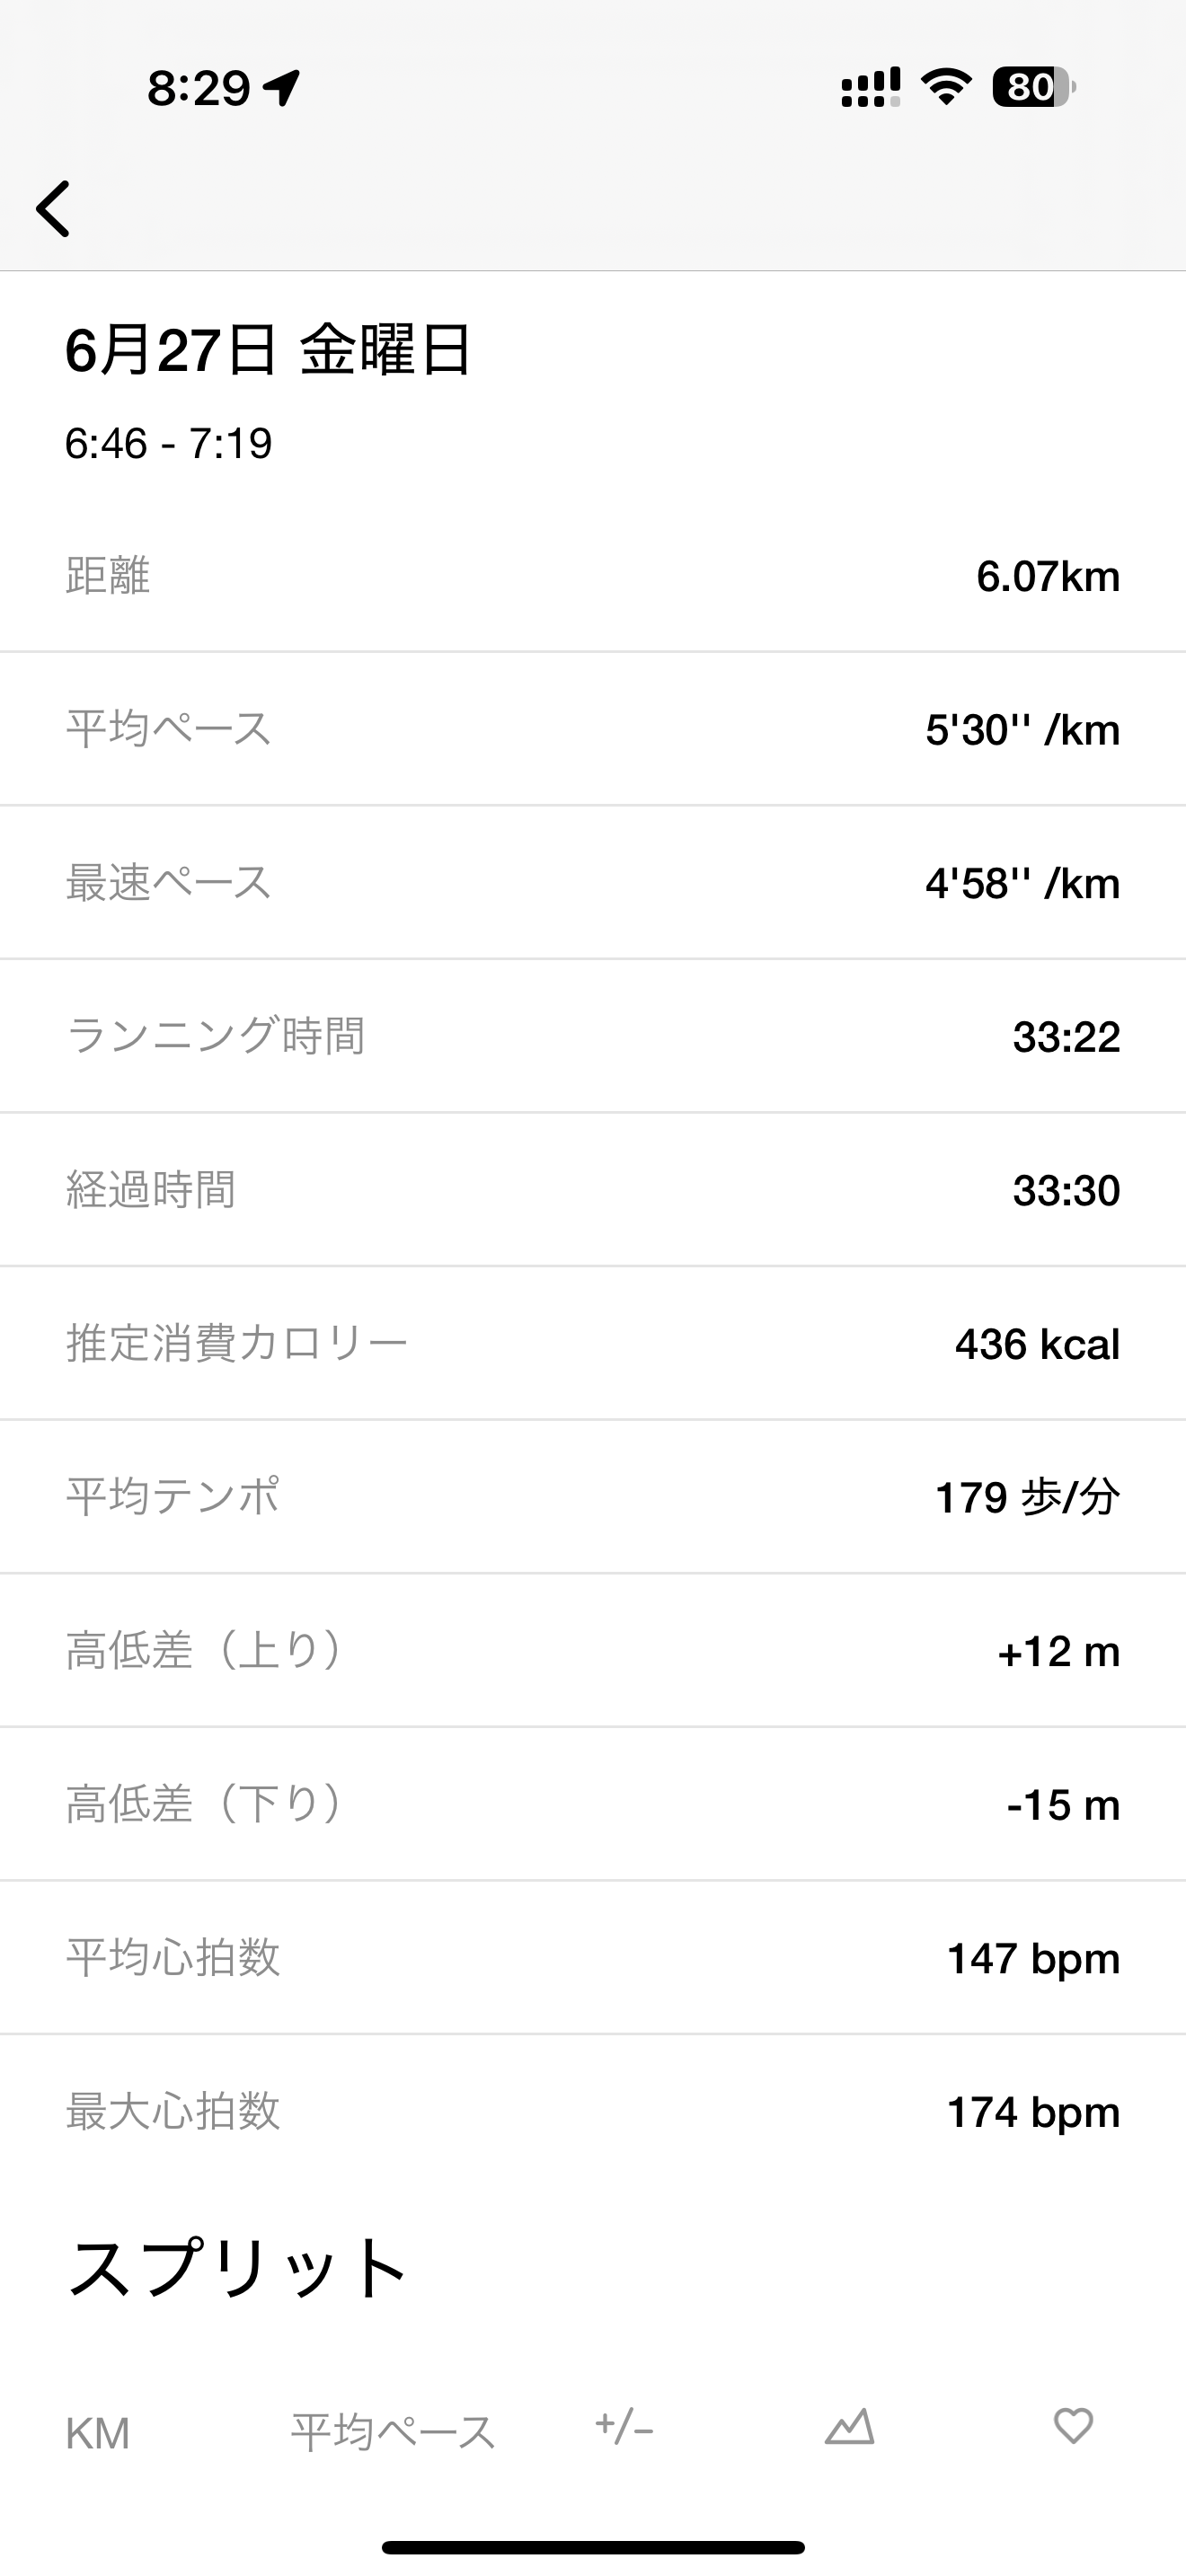 8:29
80
6月27日 金曜日
6:46 - 7:19
距離 6.07km
平均ペース 5'30'' /km
最速ペース 4'58'' /km
ランニング時間 33:22
経過時間 33:30
推定消費カロリー 436 kcal
平均テンポ 179 歩/分
高低差（上り） +12 m
高低差（下り） -15 m
平均心拍数 147 bpm
最大心拍数 174 bpm
スプリット
KM 平均ペース +/-